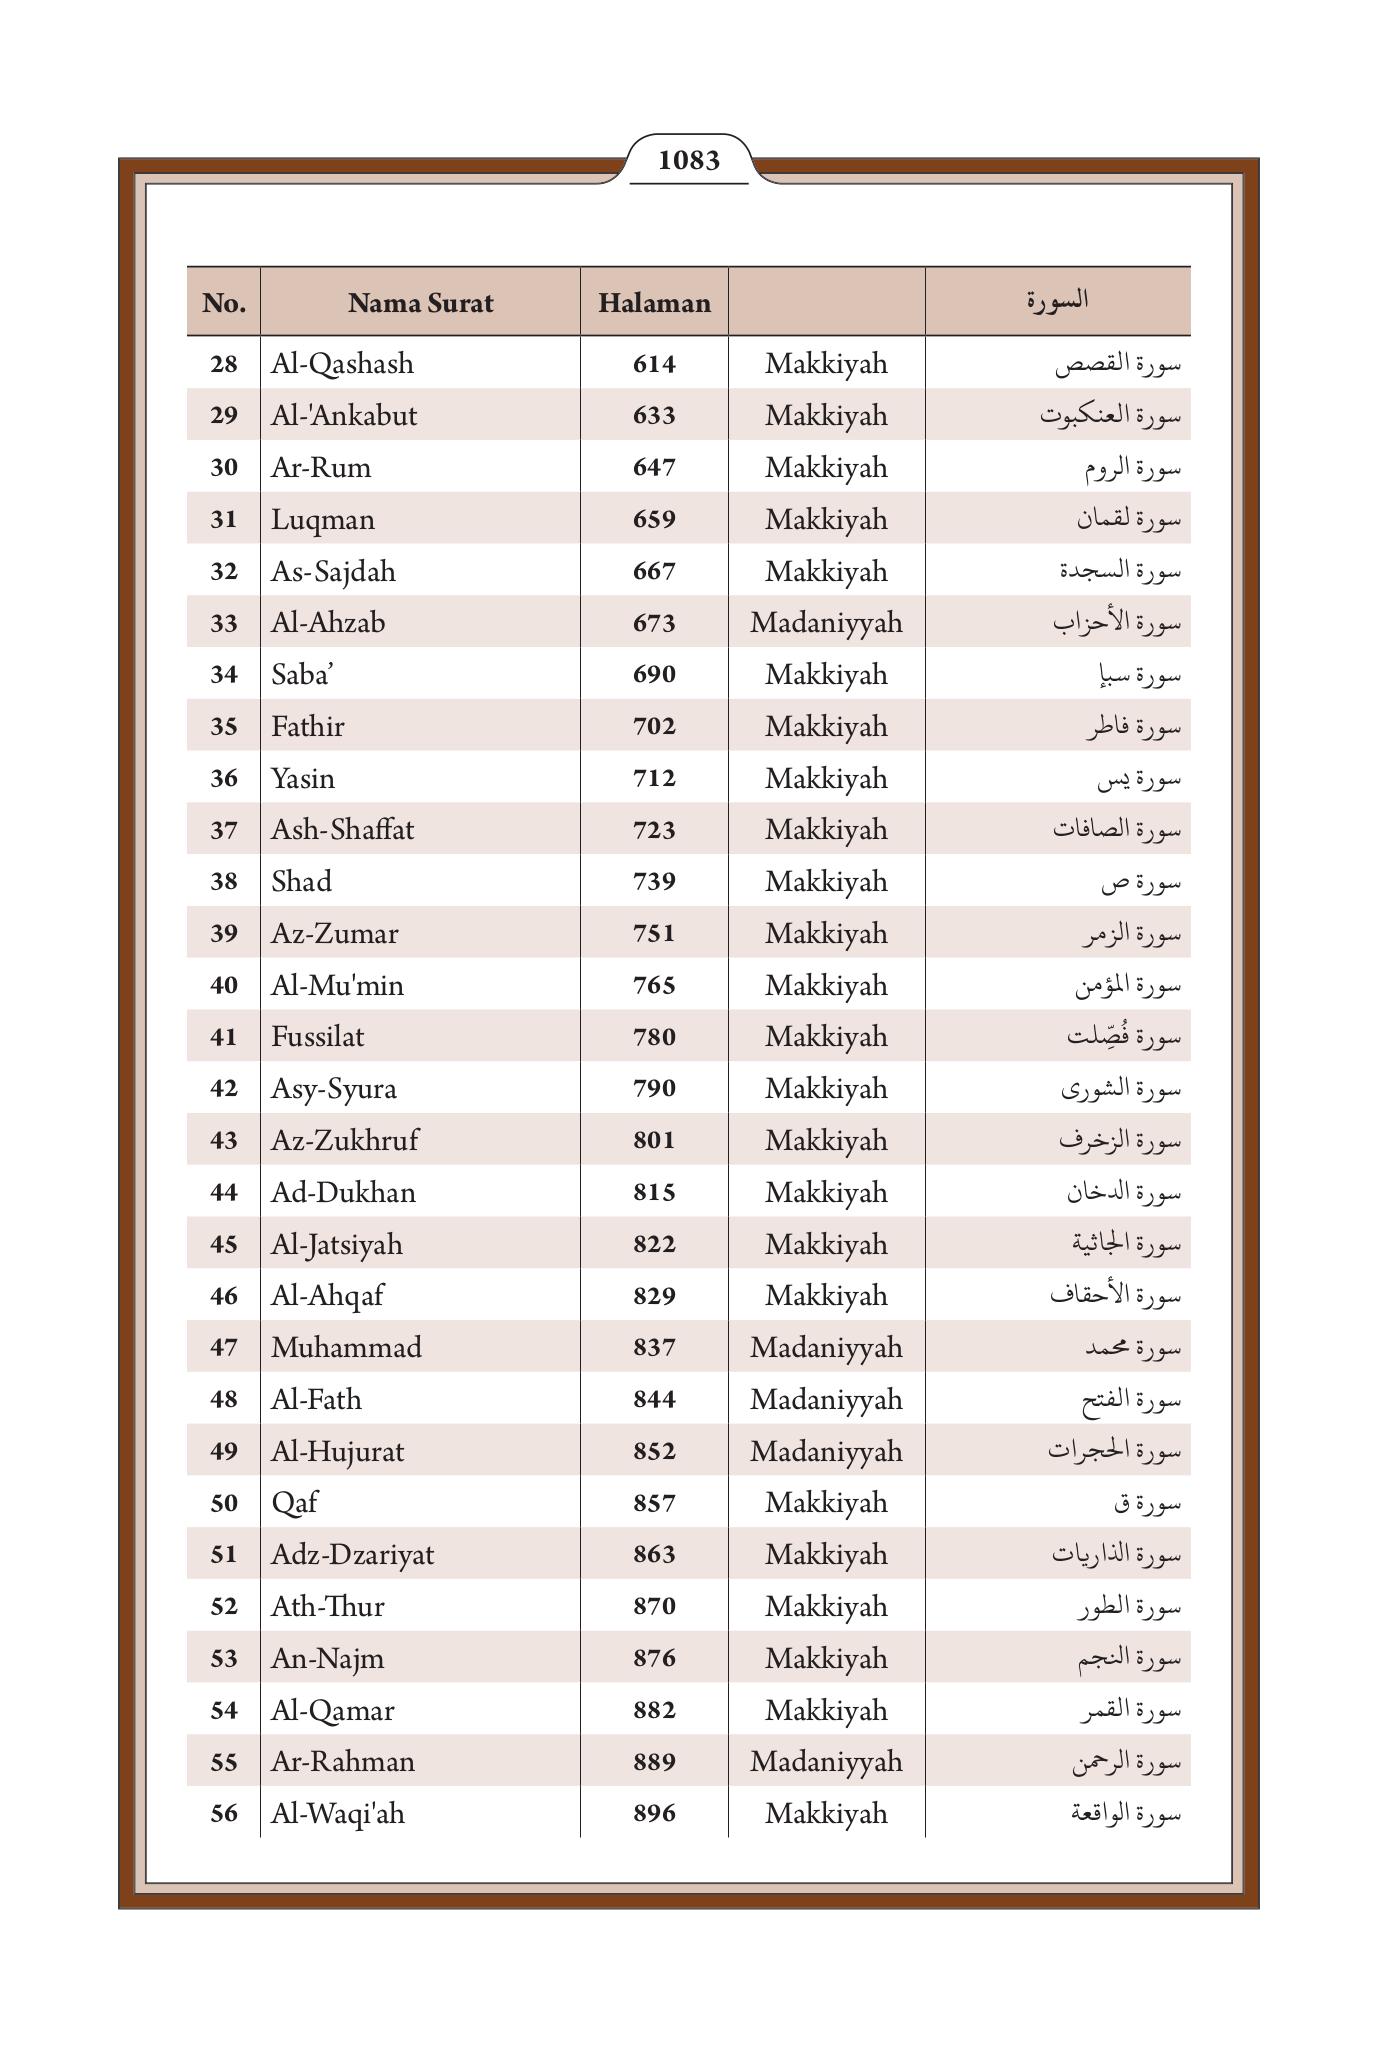 1083
No. Nama Surat Halaman السورة
28 Al-Qashash 614 Makkiyah سورة القصص
29 Al-'Ankabut 633 Makkiyah سورة العنكبوت
30 Ar-Rum 647 Makkiyah سورة الروم
31 Luqman 659 Makkiyah سورة لقمان
32 As-Sajdah 667 Makkiyah سورة السجدة
33 Al-Ahzab 673 Madaniyyah سورة الأحزاب
34 Saba’ 690 Makkiyah سورة سبإ
35 Fathir 702 Makkiyah سورة فاطر
36 Yasin 712 Makkiyah سورة يس
37 Ash-Shaffat 723 Makkiyah سورة الصافات
38 Shad 739 Makkiyah سورة ص
39 Az-Zumar 751 Makkiyah سورة الزمر
40 Al-Mu'min 765 Makkiyah سورة المؤمن
41 Fussilat 780 Makkiyah سورة فُصِّلت
42 Asy-Syura 790 Makkiyah سورة الشورى
43 Az-Zukhruf 801 Makkiyah سورة الزخرف
44 Ad-Dukhan 815 Makkiyah سورة الدخان
45 Al-Jatsiyah 822 Makkiyah سورة الجاثية
46 Al-Ahqaf 829 Makkiyah سورة الأحقاف
47 Muhammad 837 Madaniyyah سورة محمد
48 Al-Fath 844 Madaniyyah سورة الفتح
49 Al-Hujurat 852 Madaniyyah سورة الحجرات
50 Qaf 857 Makkiyah سورة ق
51 Adz-Dzariyat 863 Makkiyah سورة الذاريات
52 Ath-Thur 870 Makkiyah سورة الطور
53 An-Najm 876 Makkiyah سورة النجم
54 Al-Qamar 882 Makkiyah سورة القمر
55 Ar-Rahman 889 Madaniyyah سورة الرحمن
56 Al-Waqi'ah 896 Makkiyah سورة الواقعة